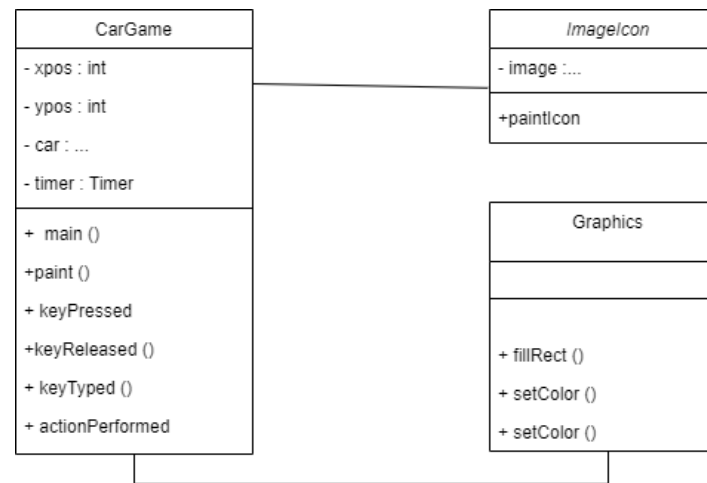 CarGame
- xpos : int
- ypos : int
- car : ...
- timer : Timer
+ main ()
+paint ()
+ keyPressed
+keyReleased ()
+ keyTyped ()
+ actionPerformed
ImageIcon
- image :...
+paintIcon
Graphics
+ fillRect ()
+ setColor ()
+ setColor ()